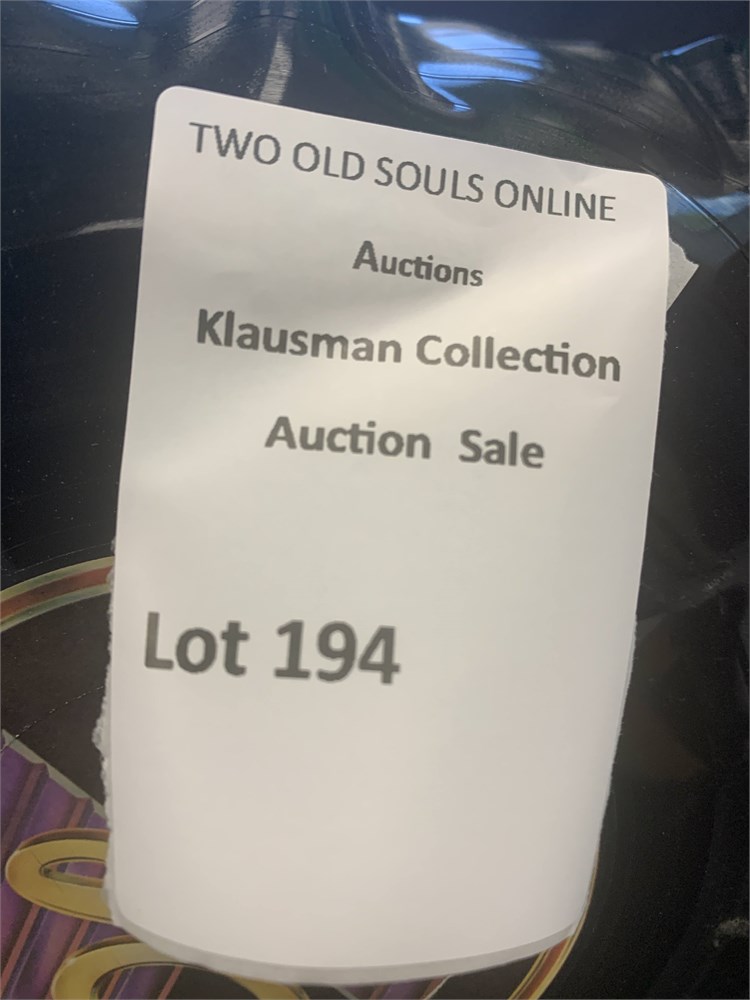 TWO OLD SOULS ONLINE
Auctions
Klausman Collection
Auction Sale
Lot 194